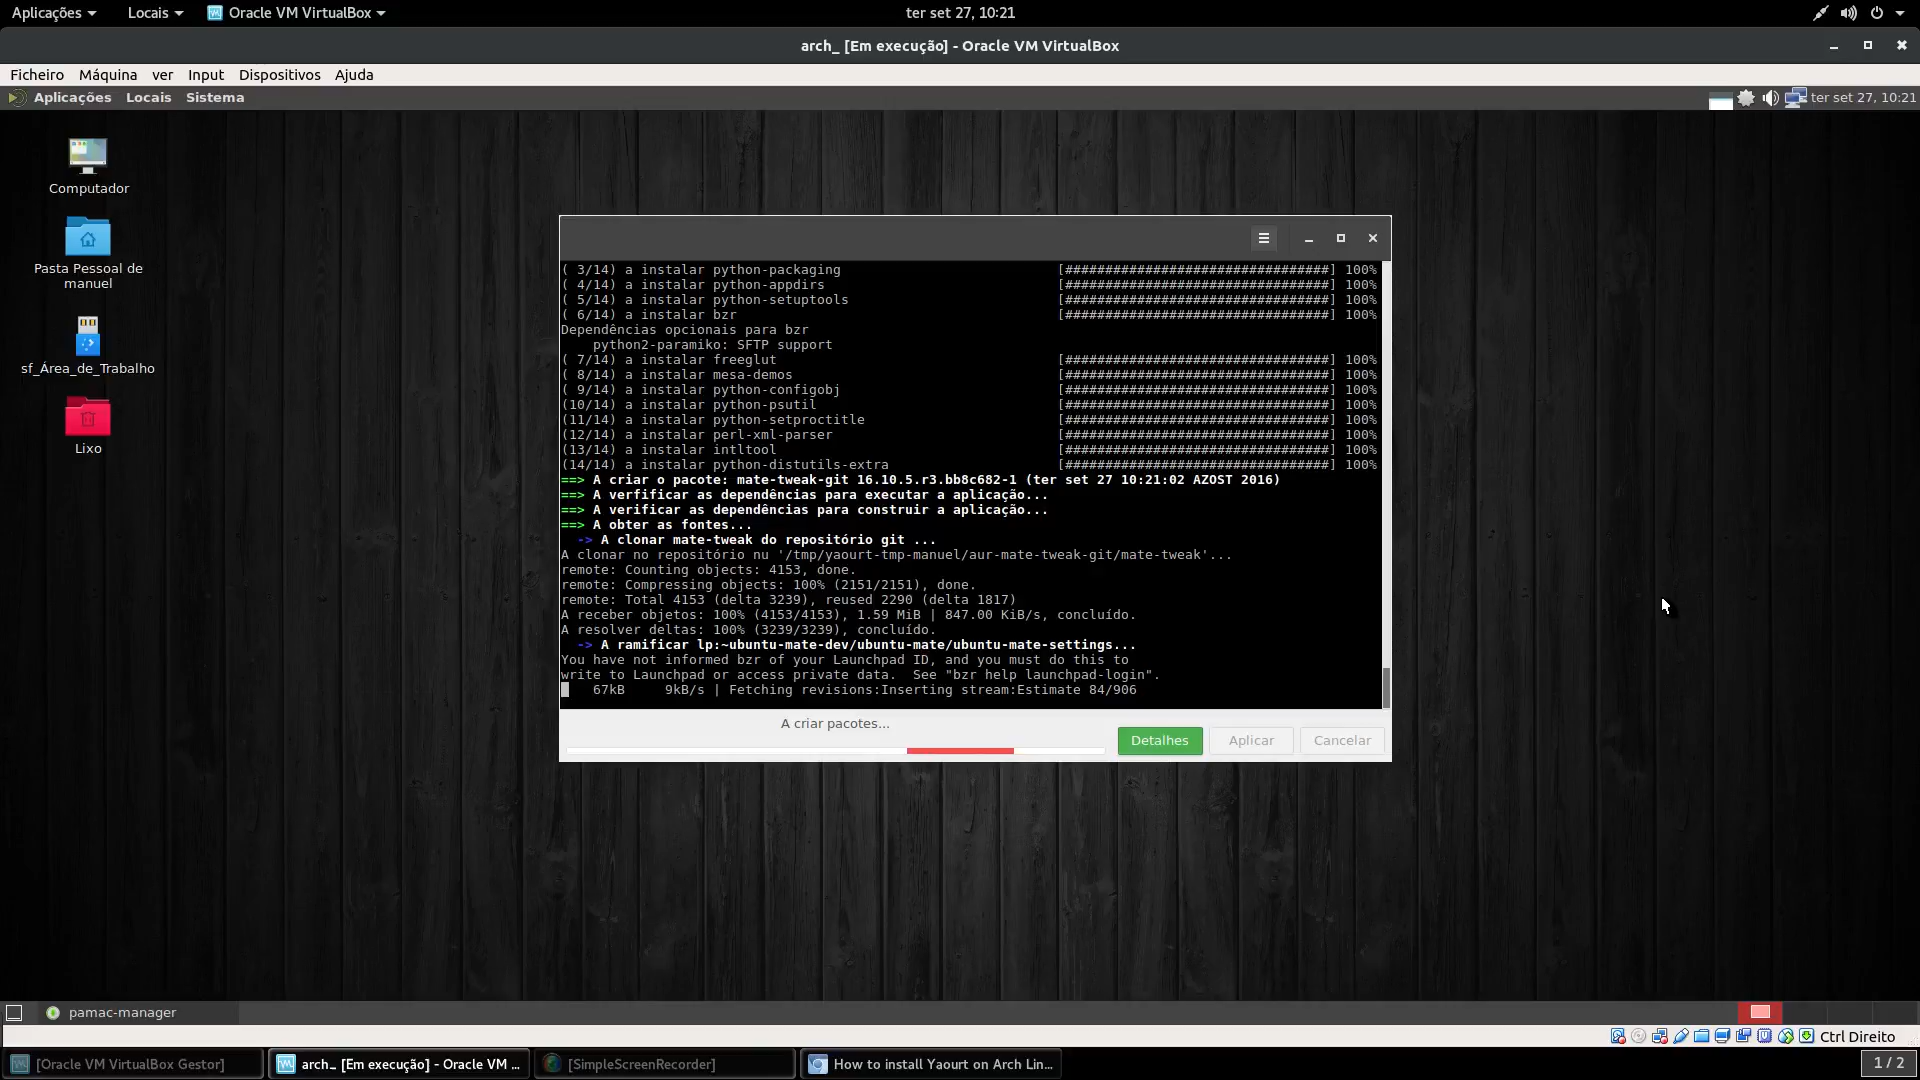 Aplicações Locais Oracle VM VirtualBox ter set 27, 10:21
arch_ [Em execução] - Oracle VM VirtualBox
Ficheiro Máquina ver Input Dispositivos Ajuda
Aplicações Locais Sistema ter set 27, 10:21
Computador
Pasta Pessoal de
manuel
sf_Área_de_Trabalho
Lixo
( 3/14) a instalar python-packaging [#################################] 100%
( 4/14) a instalar python-appdirs [#################################] 100%
( 5/14) a instalar python-setuptools [#################################] 100%
( 6/14) a instalar bzr [#################################] 100%
Dependências opcionais para bzr
python2-paramiko: SFTP support
( 7/14) a instalar freeglut [#################################] 100%
( 8/14) a instalar mesa-demos [#################################] 100%
( 9/14) a instalar python-configobj [#################################] 100%
(10/14) a instalar python-psutil [#################################] 100%
(11/14) a instalar python-setproctitle [#################################] 100%
(12/14) a instalar perl-xml-parser [#################################] 100%
(13/14) a instalar intltool [#################################] 100%
(14/14) a instalar python-distutils-extra [#################################] 100%
==> A criar o pacote: mate-tweak-git 16.10.5.r3.bb8c682-1 (ter set 27 10:21:02 AZOST 2016)
==> A verfificar as dependências para executar a aplicação...
==> A verificar as dependências para construir a aplicação...
==> A obter as fontes...
-> A clonar mate-tweak do repositório git ...
A clonar no repositório nu '/tmp/yaourt-tmp-manuel/aur-mate-tweak-git/mate-tweak'...
remote: Counting objects: 4153, done.
remote: Compressing objects: 100% (2151/2151), done.
remote: Total 4153 (delta 3239), reused 2290 (delta 1817)
A receber objetos: 100% (4153/4153), 1.59 MiB | 847.00 KiB/s, concluído.
A resolver deltas: 100% (3239/3239), concluído.
-> A ramificar lp:~ubuntu-mate-dev/ubuntu-mate/ubuntu-mate-settings...
You have not informed bzr of your Launchpad ID, and you must do this to
write to Launchpad or access private data.  See "bzr help launchpad-login".
67kB 9kB/s | Fetching revisions:Inserting stream:Estimate 84/906
A criar pacotes...
Detalhes Aplicar Cancelar
pamac-manager
Ctrl Direito
[Oracle VM VirtualBox Gestor] arch_ [Em execução] - Oracle VM ... [SimpleScreenRecorder] How to install Yaourt on Arch Lin... 1 / 2